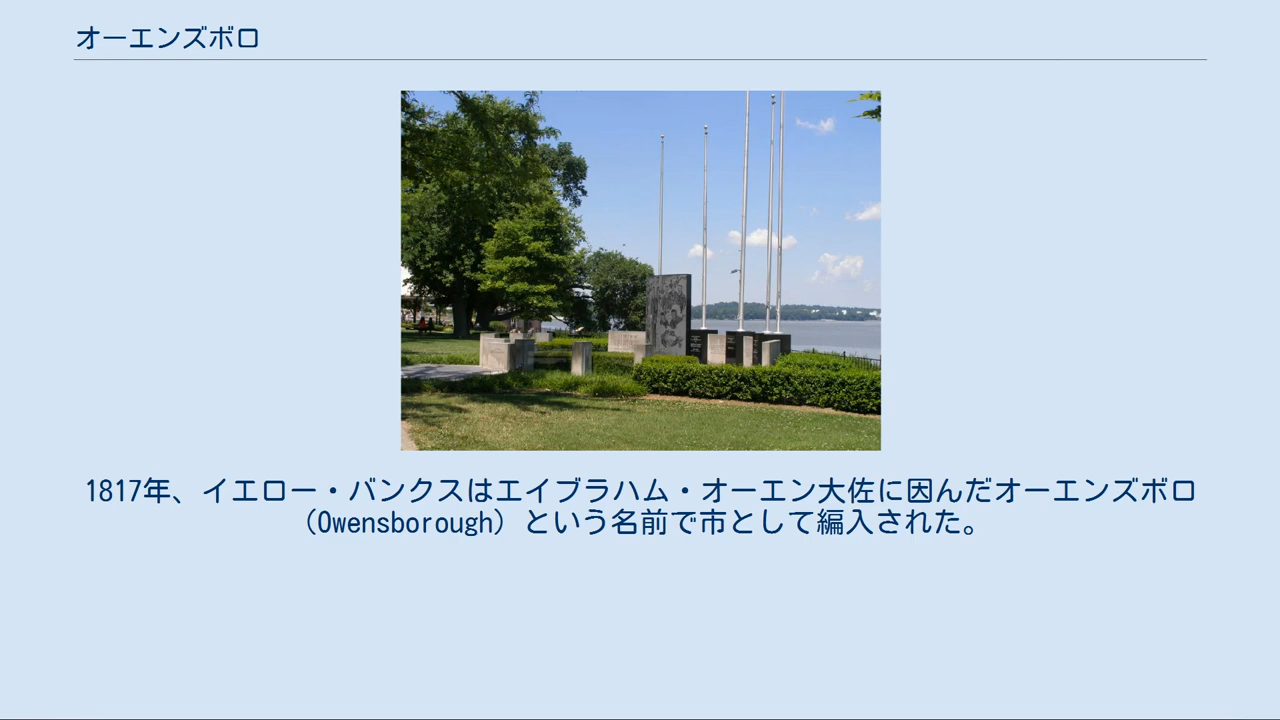 オーエンズボロ
1817年、イエロー・バンクスはエイブラハム・オーエン大佐に因んだオーエンズボロ
（Owensborough）という名前で市として編入された。